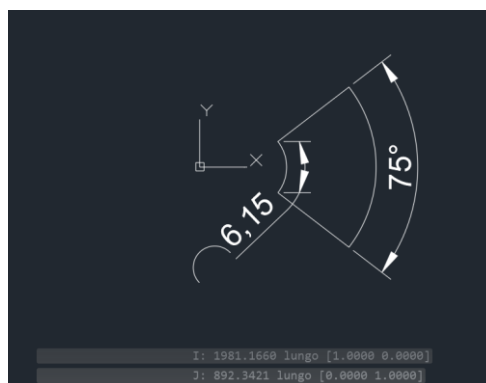 Y
X
6,15
75°
I: 1981.1660 lungo [1.0000 0.0000]
J: 892.3421 lungo [0.0000 1.0000]